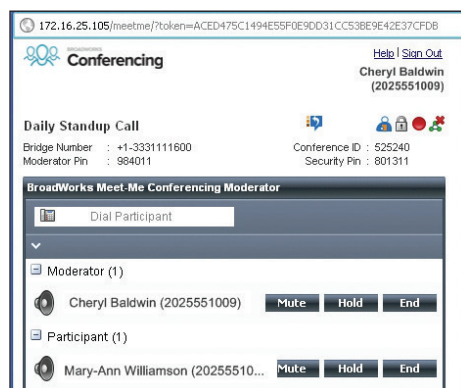 172.16.25.105/meetme/?token=ACED475C1494E55F0E9DD31CC53BE9E42E37CFDB
BROADWORKS
Conferencing
Help | Sign Out
Cheryl Baldwin
(2025551009)
Daily Standup Call
Bridge Number : +1-3331111600
Conference ID : 525240
Moderator Pin : 984011
Security Pin : 801311
BroadWorks Meet-Me Conferencing Moderator
Dial Participant
Moderator (1)
Cheryl Baldwin (2025551009) Mute Hold End
Participant (1)
Mary-Ann Williamson (20255510... Mute Hold End